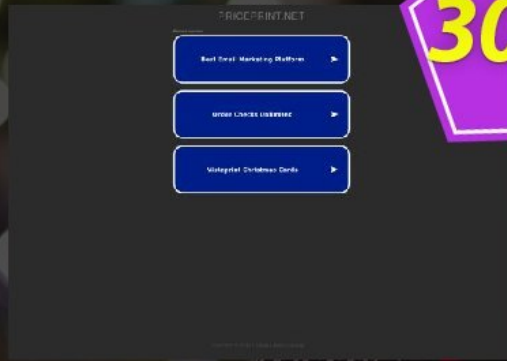 PRICEPRINT.NET
30
Best Email Marketing Platform
Order Checks Unlimited
Vistaprint Christmas Cards